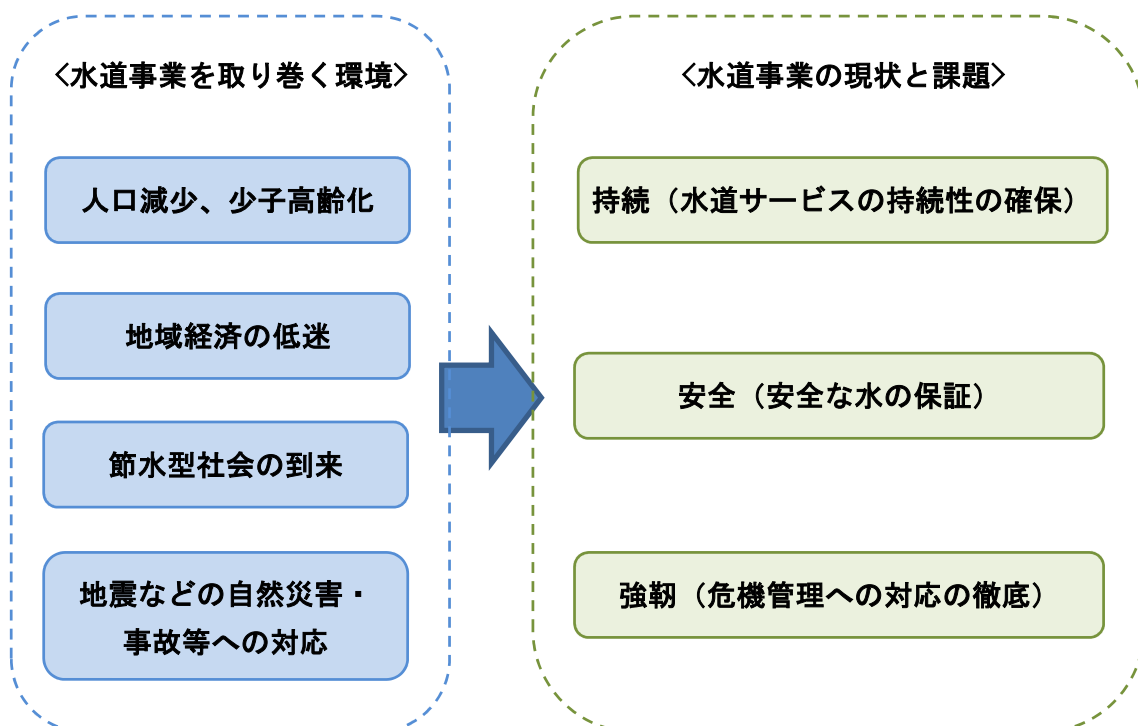 <水道事業を取り巻く環境>
人口減少、少子高齢化
地域経済の低迷
節水型社会の到来
地震などの自然災害・
事故等への対応
<水道事業の現状と課題>
持続（水道サービスの持続性の確保）
安全（安全な水の保証）
強靭（危機管理への対応の徹底）